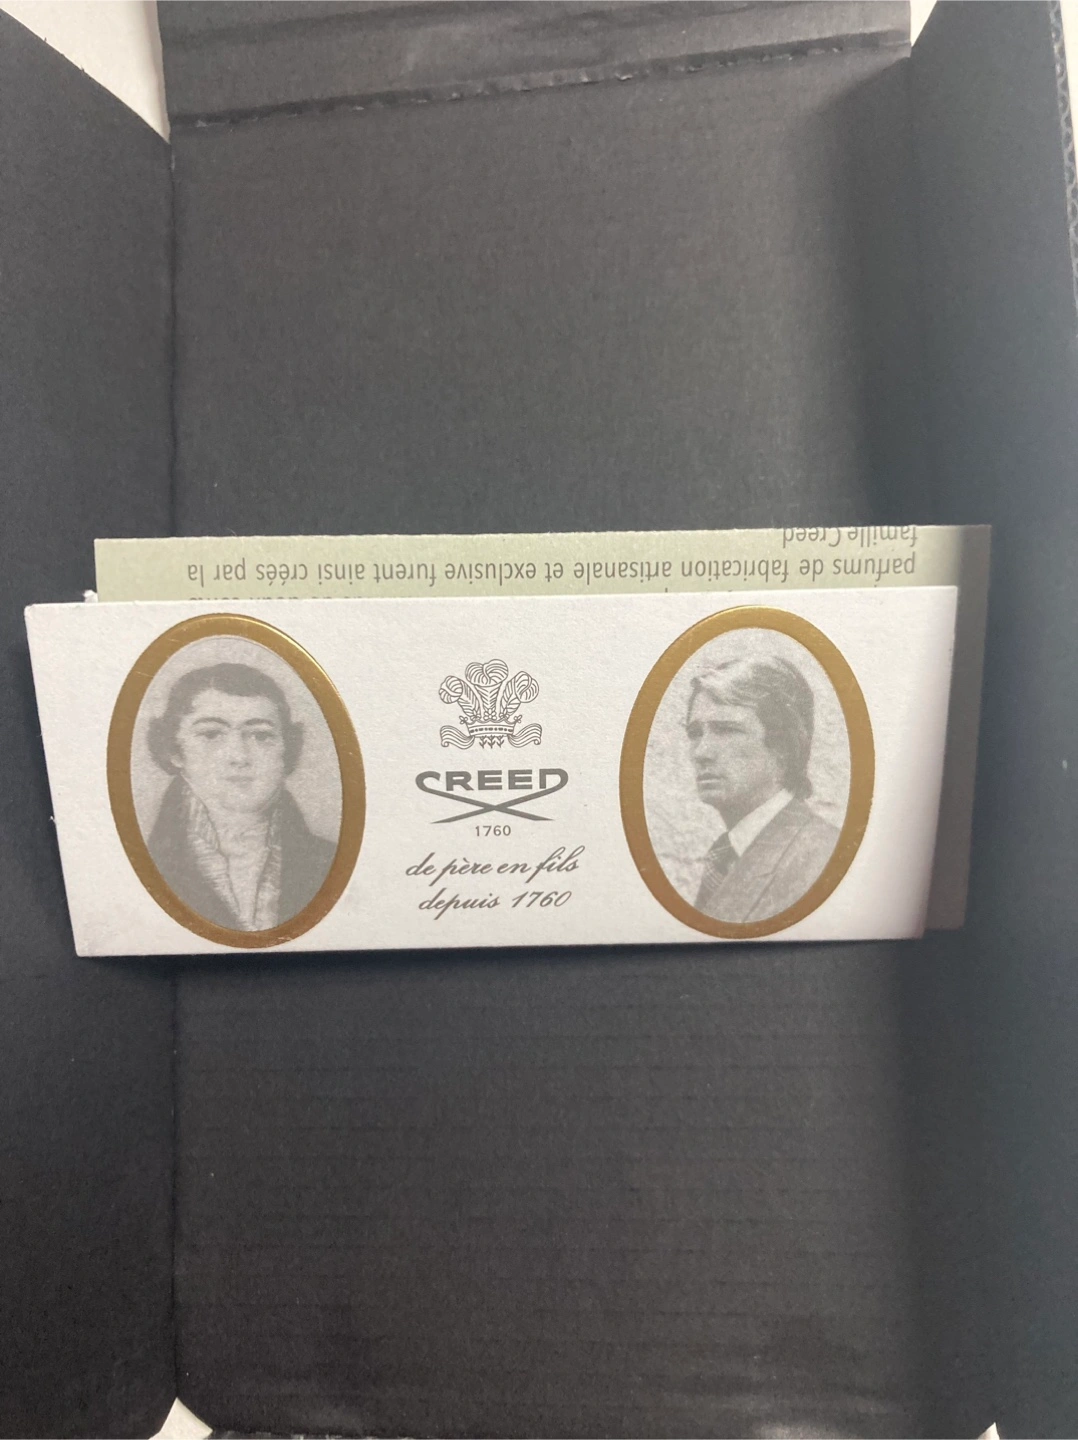 parfums de fabrication artisanale et exclusive furent ainsi créés par la
famille Creed
CREED
1760
de père en fils
depuis 1760